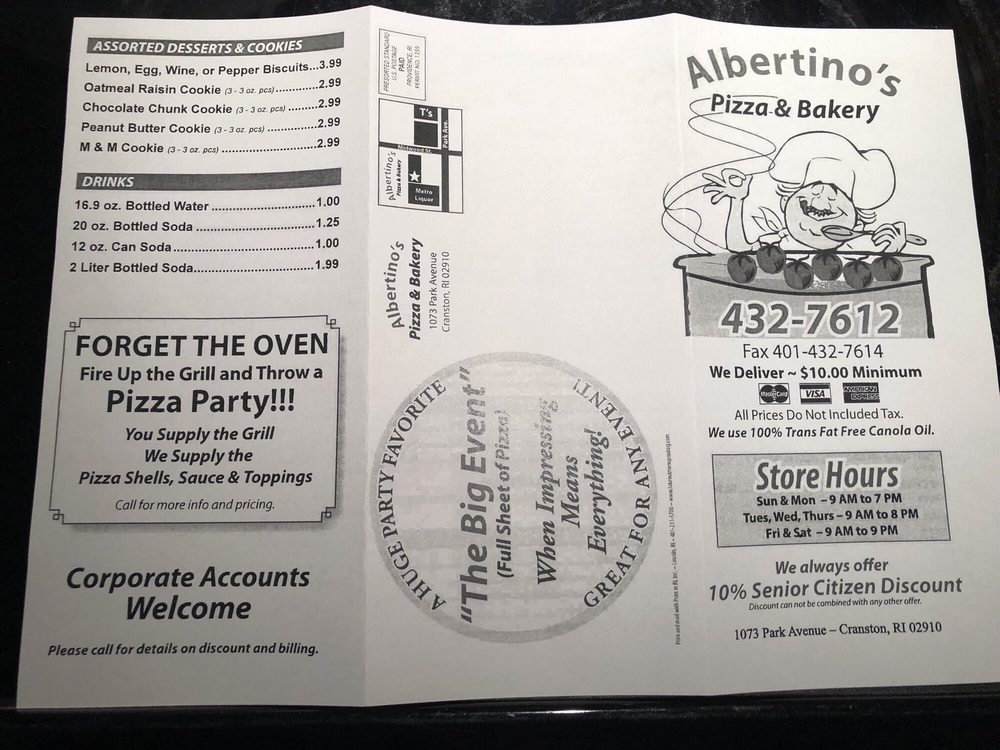 ASSORTED DESSERTS & COOKIES
Lemon, Egg, Wine, or Pepper Biscuits...3.99
Oatmeal Raisin Cookie (3 - 3 oz. pcs) ............2.99
Chocolate Chunk Cookie (3 - 3 oz. pcs) ........2.99
Peanut Butter Cookie (3 - 3 oz. pcs) ..............2.99
M & M Cookie (3 - 3 oz. pcs) ...........................2.99
DRINKS
16.9 oz. Bottled Water ..............................1.00
20 oz. Bottled Soda ..................................1.25
12 oz. Can Soda........................................1.00
2 Liter Bottled Soda...................................1.99
FORGET THE OVEN
Fire Up the Grill and Throw a
Pizza Party!!!
You Supply the Grill
We Supply the
Pizza Shells, Sauce & Toppings
Call for more info and pricing.
Corporate Accounts
Welcome
Please call for details on discount and billing.
PRESORTED STANDARD
U.S. POSTAGE
PAID
PROVIDENCE, RI
PERMIT NO. 1259
T's
Park Ave.
Midwood St.
Albertino's
Pizza & Bakery
Metro
Liquor
Albertino's
Pizza & Bakery
1073 Park Avenue
Cranston, RI 02910
A HUGE PARTY FAVORITE
"The Big Event"
(Full Sheet of Pizza)
When Impressing
Means
Everything!
GREAT FOR ANY EVENT!!
Albertino's
Pizza & Bakery
432-7612
Fax 401-432-7614
We Deliver ~ $10.00 Minimum
MasterCard
VISA
AMERICAN EXPRESS
All Prices Do Not Included Tax.
We use 100% Trans Fat Free Canola Oil.
Store Hours
Sun & Mon – 9 AM to 7 PM
Tues, Wed, Thurs – 9 AM to 8 PM
Fri & Sat – 9 AM to 9 PM
We always offer
10% Senior Citizen Discount
Discount can not be combined with any other offer.
1073 Park Avenue – Cranston, RI 02910